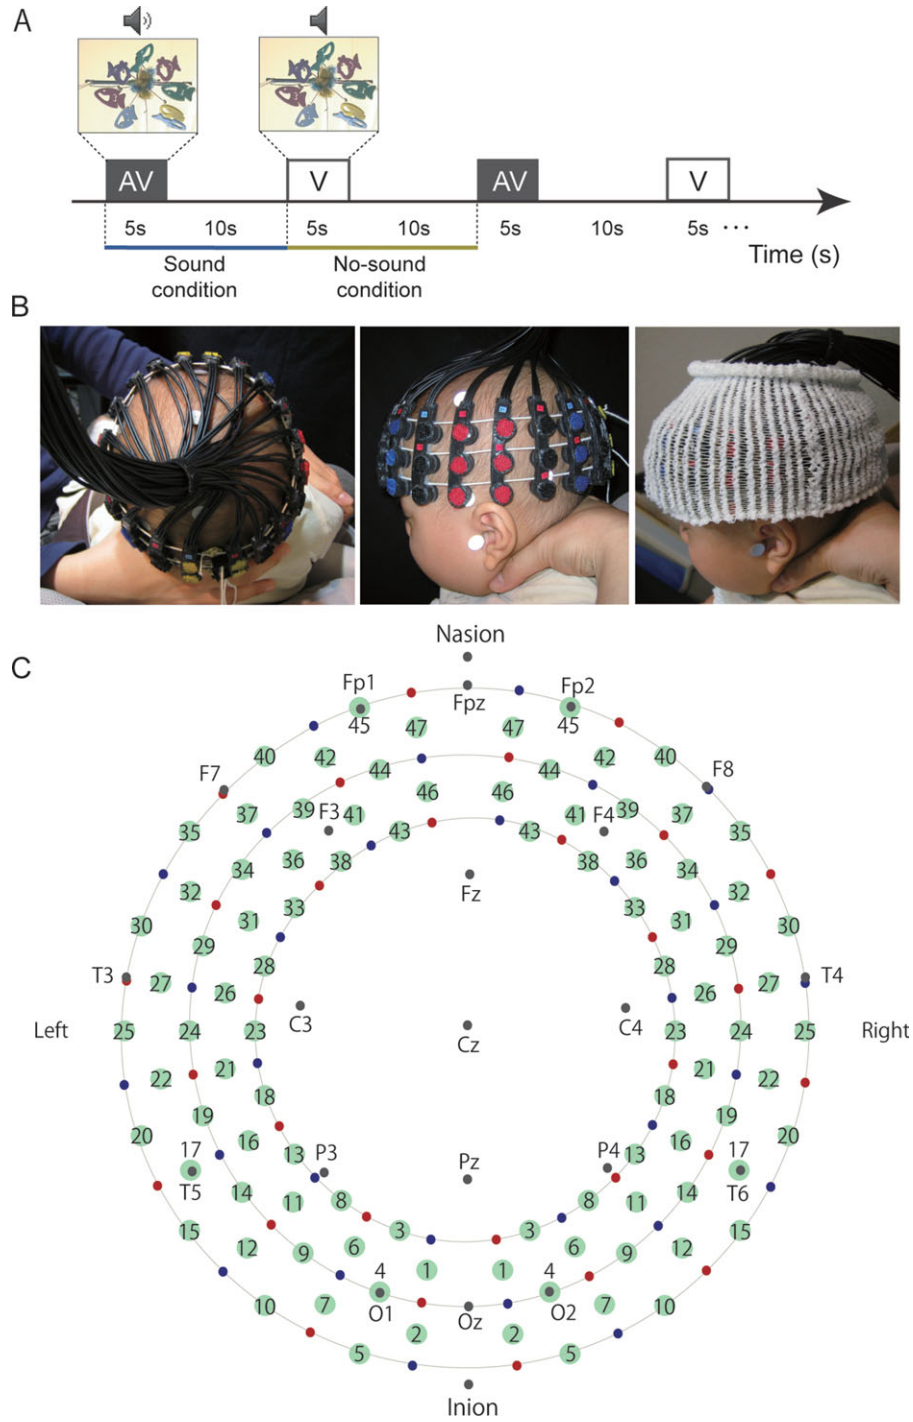 A
AV
V
AV
V
5s 10s 5s 10s 5s 10s 5s ...
Time (s)
Sound
condition
No-sound
condition
B
C
Nasion
Fp1 Fpz Fp2
45 47 47 45
40 42 42 40
44 44
F7 F8
46 46
37 39 F3 41 41 F4 39 37
35 43 43 35
36 38 38 36
34 34
Fz
32 32
33 33
31 31
30 30
29 29
28 28
T3 27 27 T4
26 26
C3 C4
Left 25 24 23 Cz 23 24 25 Right
22 21 21 22
18 18
19 19
20 20
16 16
17 13 P3 P4 13 17
T5 Pz T6
14 14
11 8 8 11
15 3 3 15
12 6 6 12
9 9
4 1 1 4
10 7 O1 Oz O2 7 10
2 2
5 5
Inion